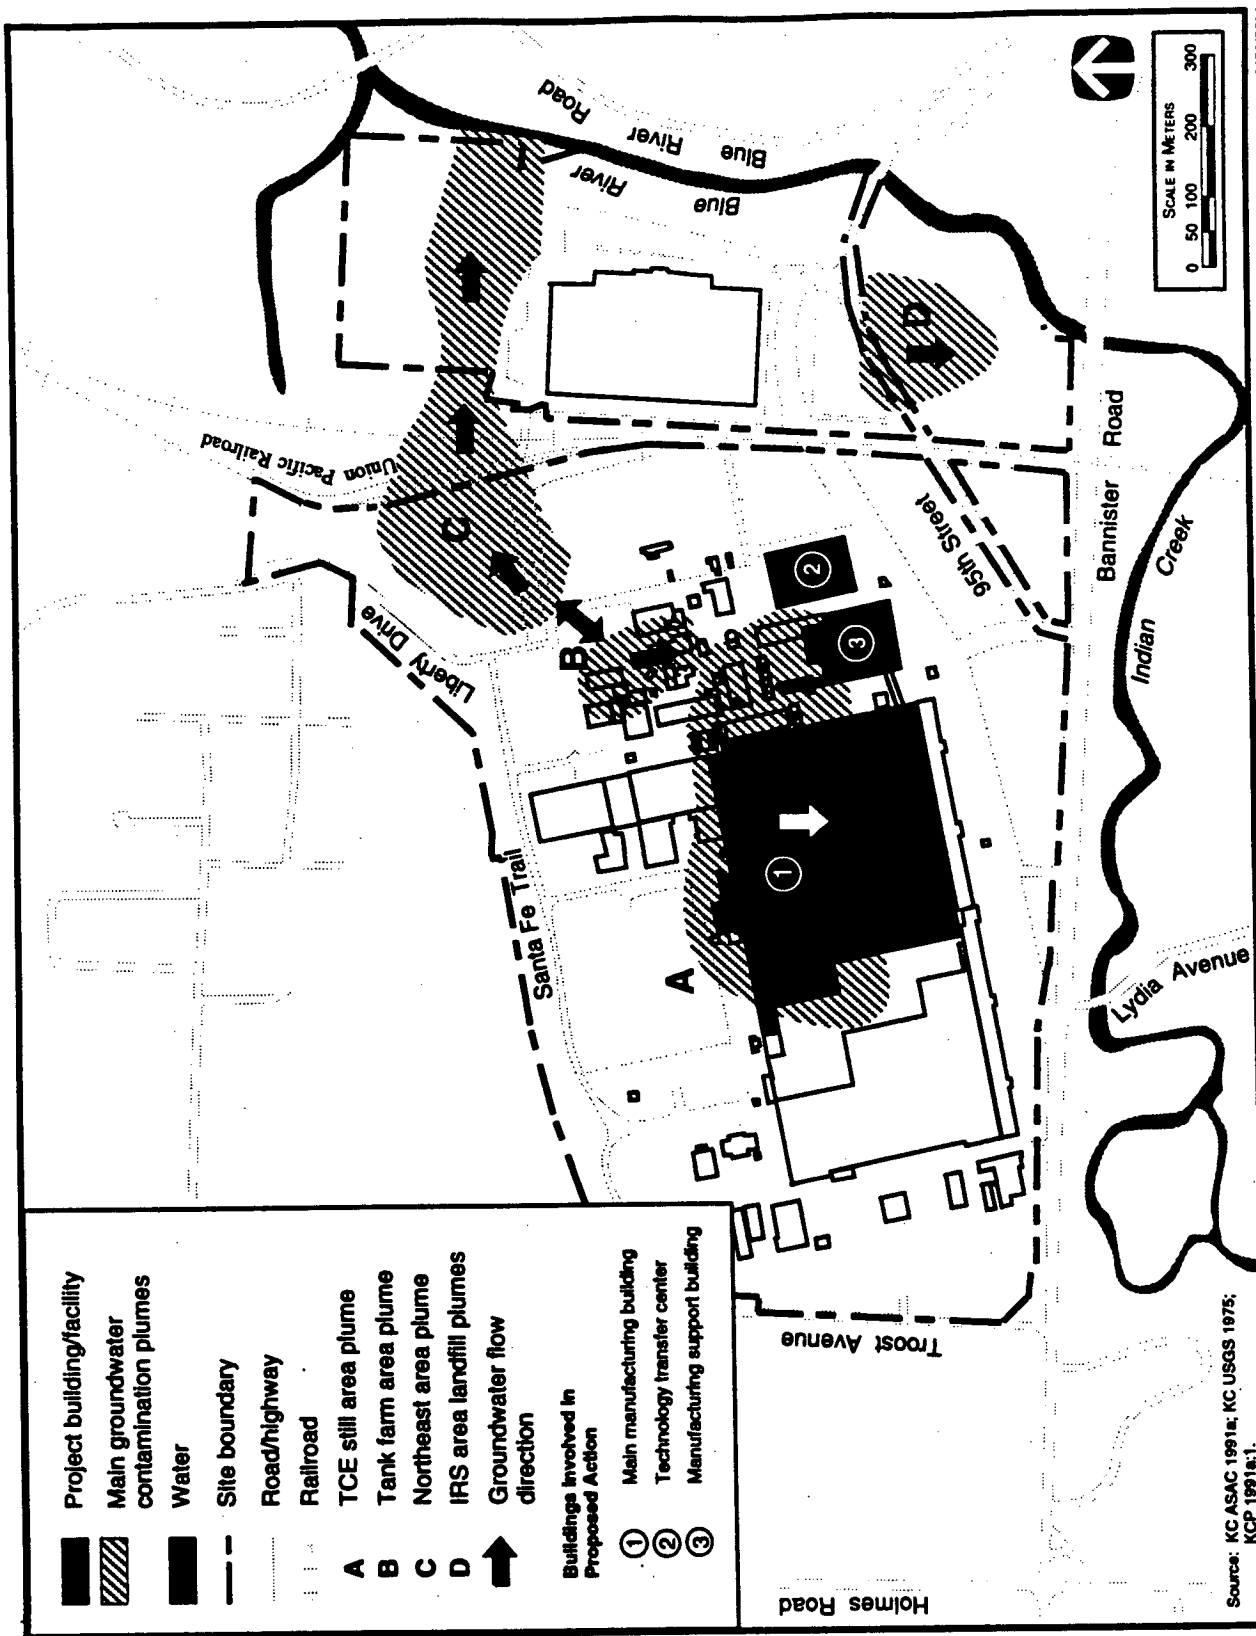 Project building/facility
Main groundwater
contamination plumes
Water
Site boundary
Road/highway
Railroad
A TCE still area plume
B Tank farm area plume
C Northeast area plume
D IRS area landfill plumes
Groundwater flow
direction
Buildings Involved in
Proposed Action
1 Main manufacturing building
2 Technology transfer center
3 Manufacturing support building
Holmes Road
Troost Avenue
Santa Fe Trail
Liberty Drive
Union Pacific Railroad
Blue River Road
Blue River
95th Street
Bannister Road
Indian Creek
Lydia Avenue
A
B
C
D
1
2
3
SCALE IN METERS
0 50 100 200 300
Source: KC ASAC 1991a; KC USGS 1975;
KCP 1991a:1.